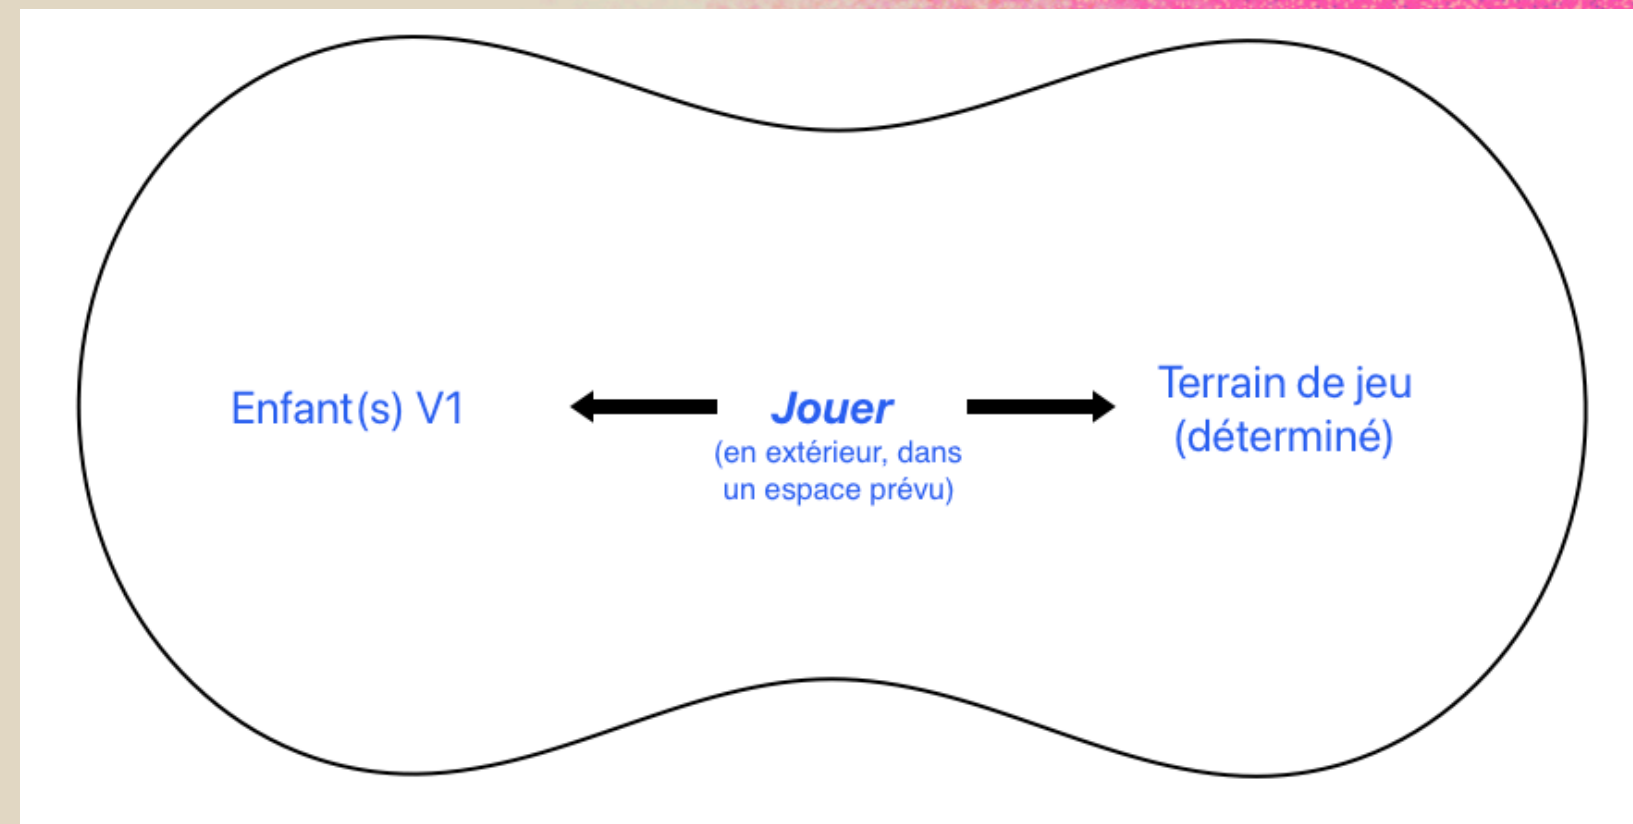 Enfant(s) V1
Jouer
(en extérieur, dans
un espace prévu)
Terrain de jeu
(déterminé)